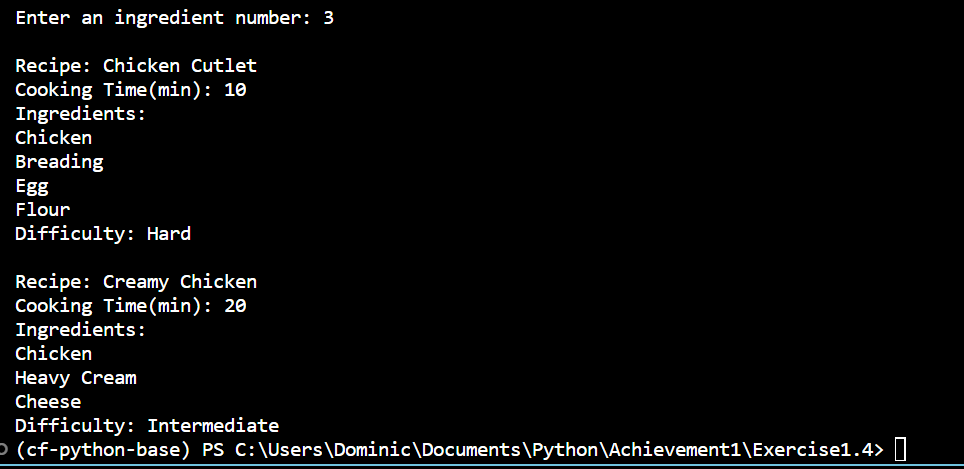 Enter an ingredient number: 3
Recipe: Chicken Cutlet
Cooking Time(min): 10
Ingredients:
Chicken
Breading
Egg
Flour
Difficulty: Hard
Recipe: Creamy Chicken
Cooking Time(min): 20
Ingredients:
Chicken
Heavy Cream
Cheese
Difficulty: Intermediate
(cf-python-base) PS C:\Users\Dominic\Documents\Python\Achievement1\Exercise1.4>